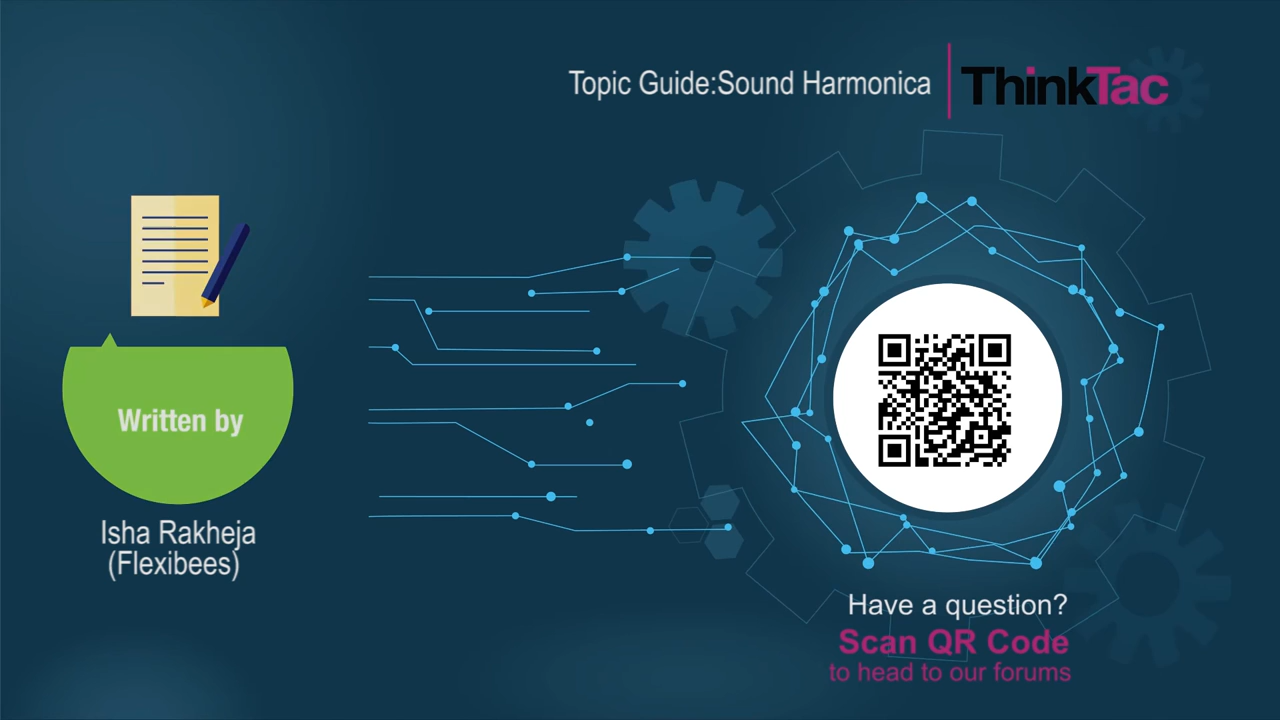 Topic Guide:Sound Harmonica
ThinkTac
Written by
Isha Rakheja
(Flexibees)
Have a question?
Scan QR Code
to head to our forums